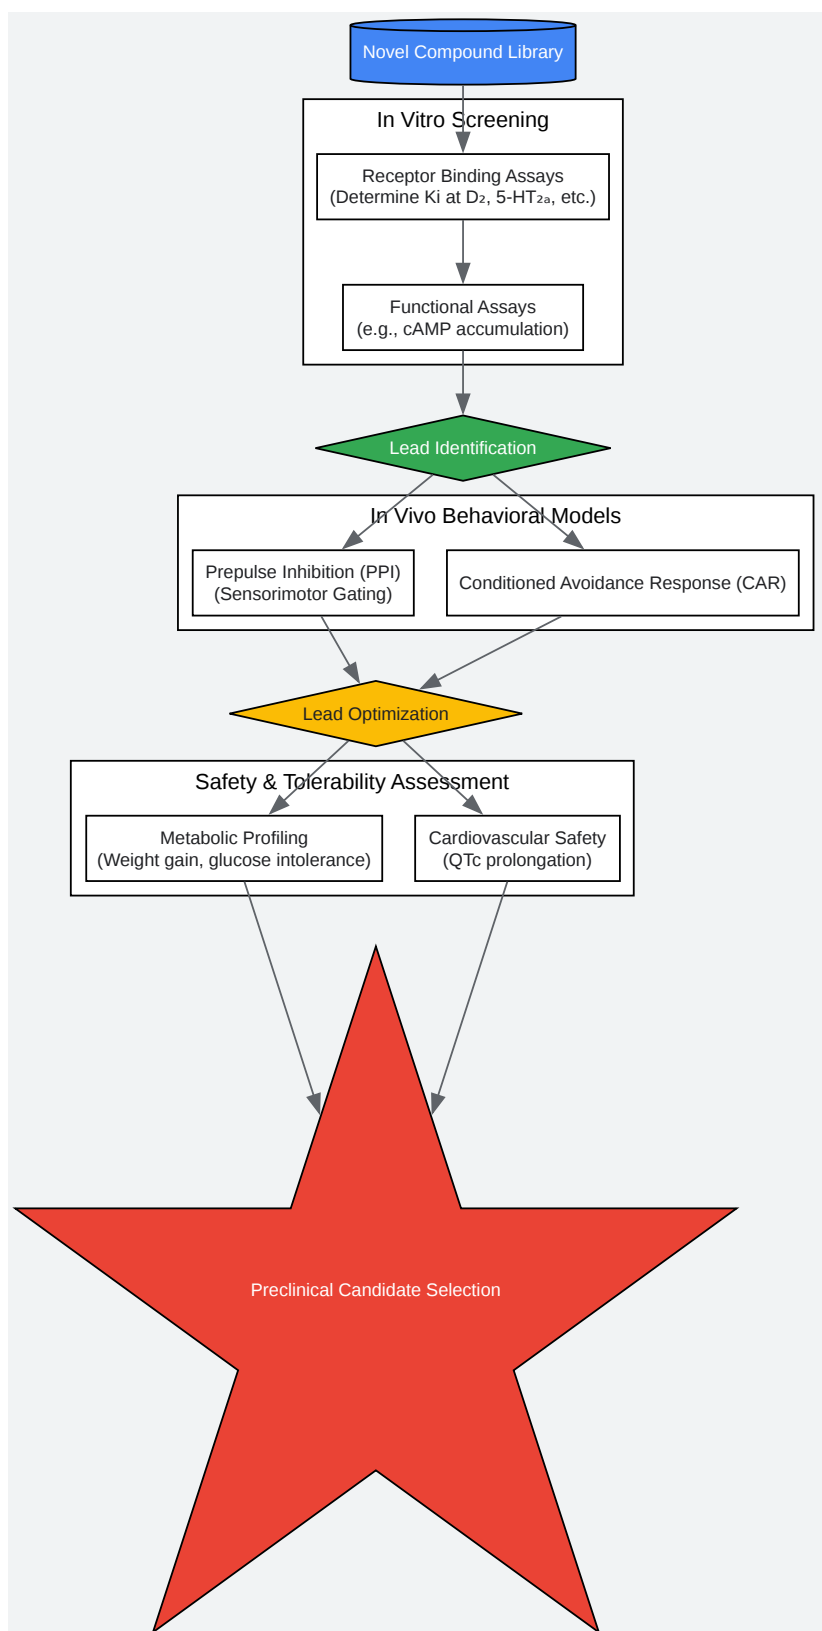 Novel Compound Library
In Vitro Screening
Receptor Binding Assays
(Determine Ki at D₂, 5-HT₂ₐ, etc.)
Functional Assays
(e.g., cAMP accumulation)
Lead Identification
In Vivo Behavioral Models
Prepulse Inhibition (PPI)
(Sensorimotor Gating)
Conditioned Avoidance Response (CAR)
Lead Optimization
Safety & Tolerability Assessment
Metabolic Profiling
(Weight gain, glucose intolerance)
Cardiovascular Safety
(QTc prolongation)
Preclinical Candidate Selection